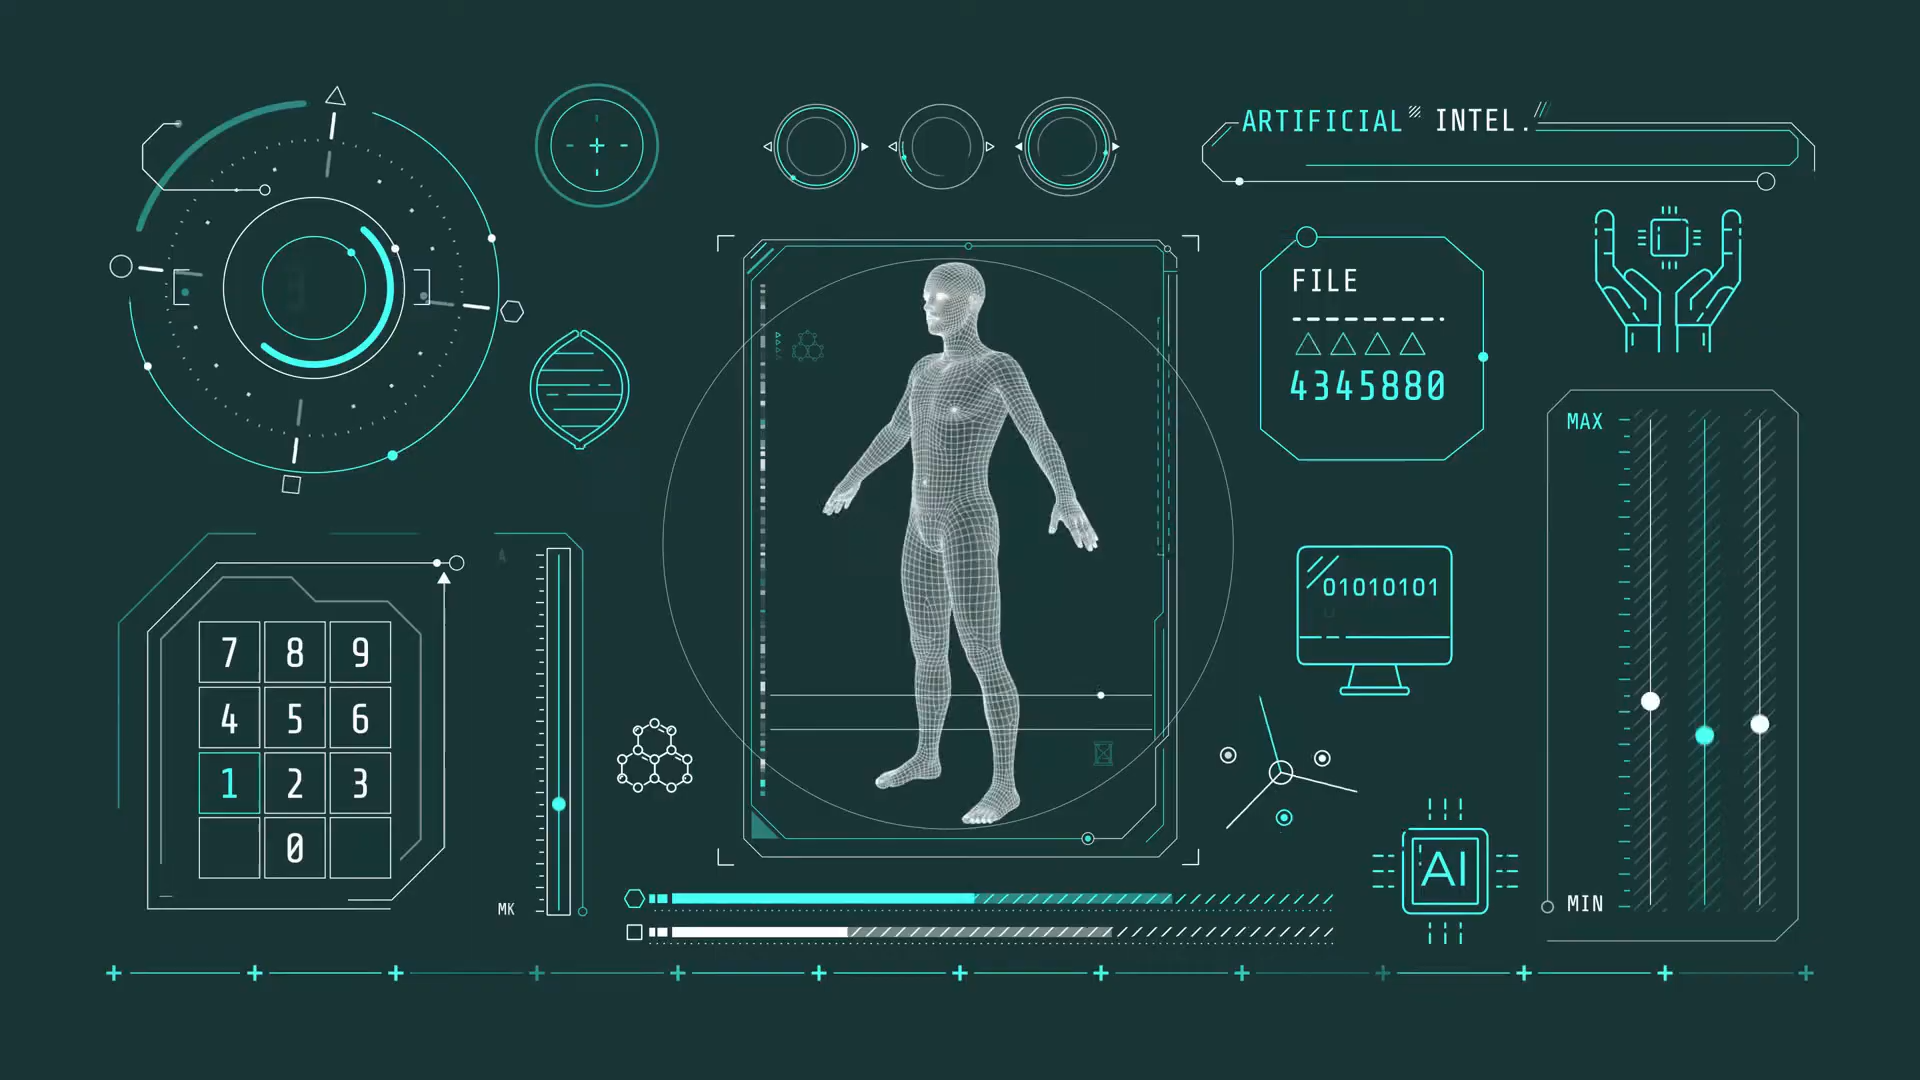 ARTIFICIAL INTEL.
FILE
4345880
MAX
MIN
01010101
7 8 9
4 5 6
1 2 3
0
A
MK
AI